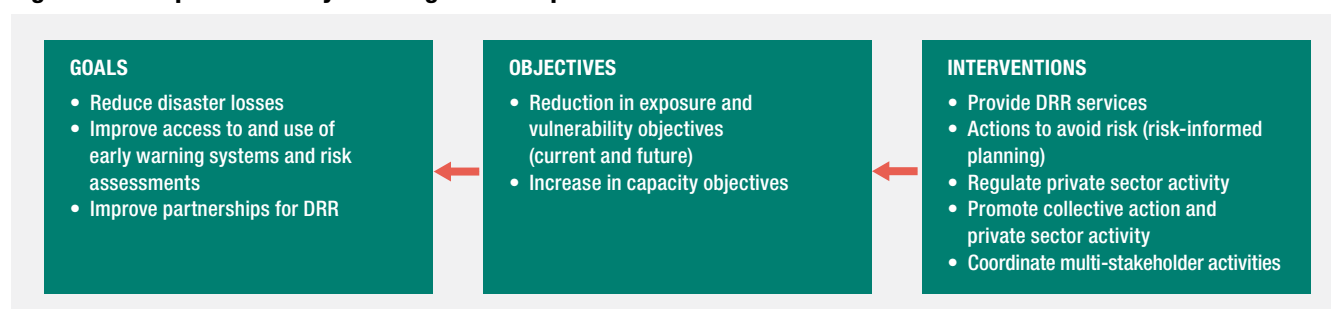 GOALS
• Reduce disaster losses
• Improve access to and use of
early warning systems and risk
assessments
• Improve partnerships for DRR
OBJECTIVES
• Reduction in exposure and
vulnerability objectives
(current and future)
• Increase in capacity objectives
INTERVENTIONS
• Provide DRR services
• Actions to avoid risk (risk-informed
planning)
• Regulate private sector activity
• Promote collective action and
private sector activity
• Coordinate multi-stakeholder activities